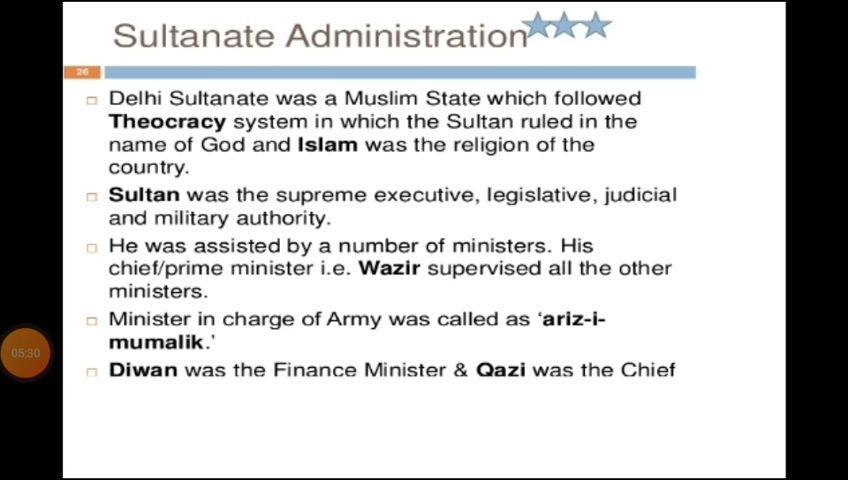 Sultanate Administration
26
Delhi Sultanate was a Muslim State which followed
Theocracy system in which the Sultan ruled in the
name of God and Islam was the religion of the
country.
Sultan was the supreme executive, legislative, judicial
and military authority.
He was assisted by a number of ministers. His
chief/prime minister i.e. Wazir supervised all the other
ministers.
Minister in charge of Army was called as ‘ariz-i-
mumalik.’
05:30
Diwan was the Finance Minister & Qazi was the Chief